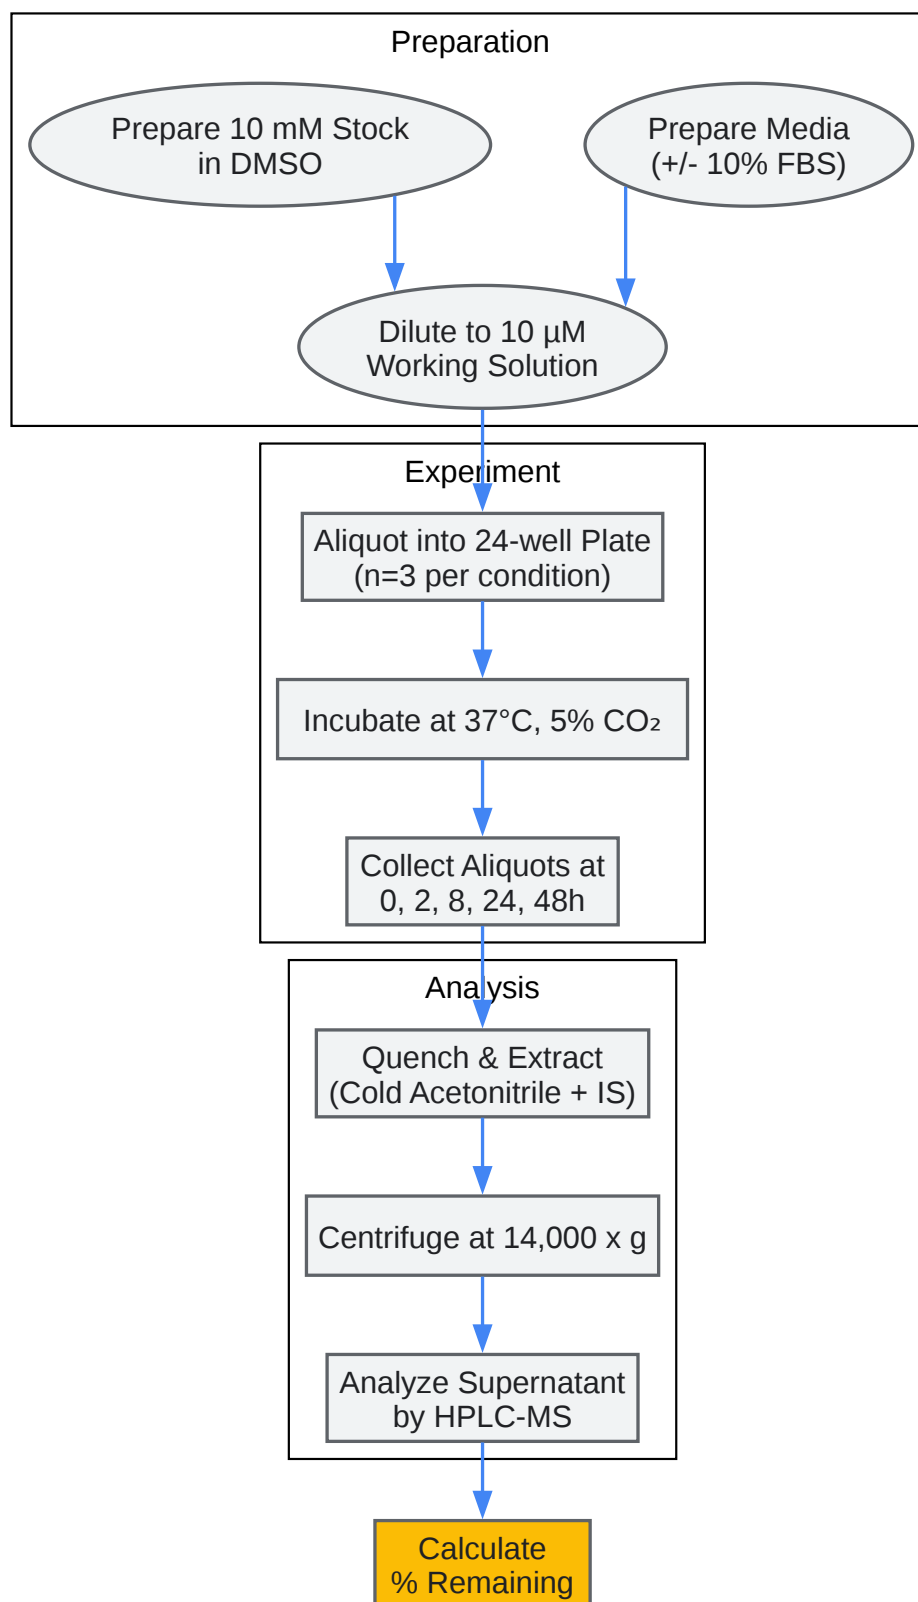 Preparation
Prepare 10 mM Stock
in DMSO
Prepare Media
(+/- 10% FBS)
Dilute to 10 µM
Working Solution
Experiment
Aliquot into 24-well Plate
(n=3 per condition)
Incubate at 37°C, 5% CO₂
Collect Aliquots at
0, 2, 8, 24, 48h
Analysis
Quench & Extract
(Cold Acetonitrile + IS)
Centrifuge at 14,000 x g
Analyze Supernatant
by HPLC-MS
Calculate
% Remaining